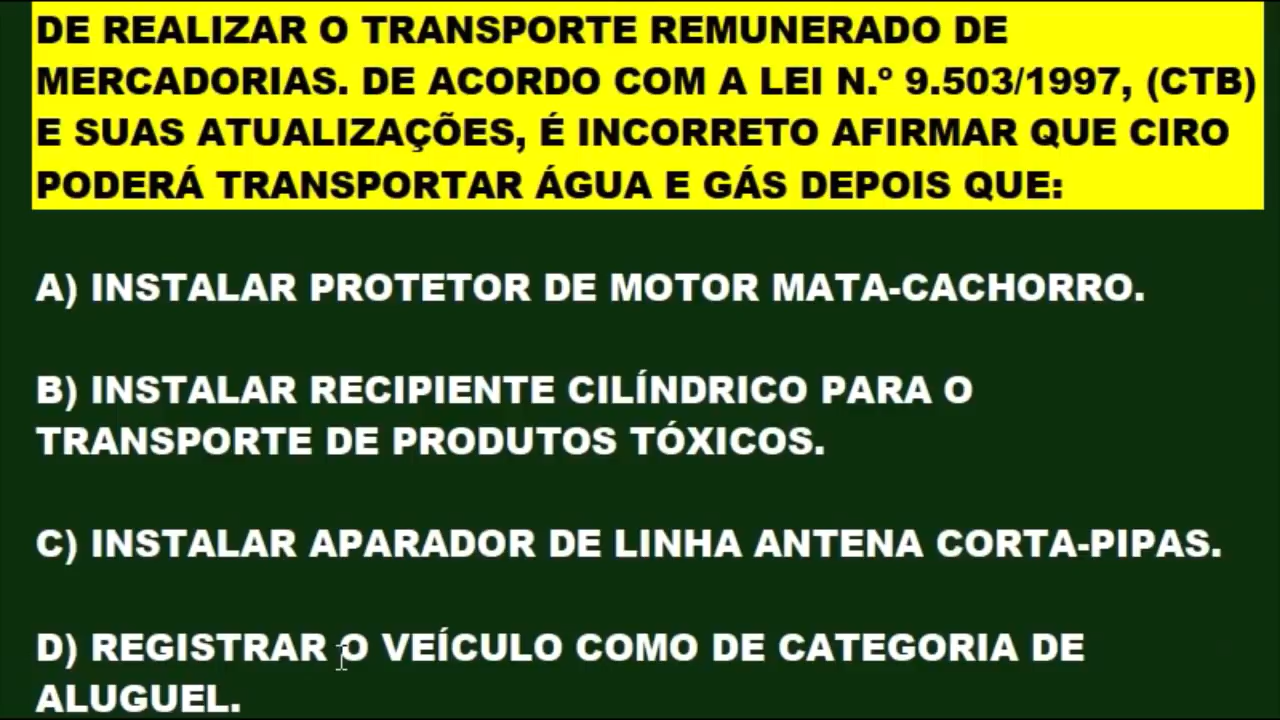 DE REALIZAR O TRANSPORTE REMUNERADO DE
MERCADORIAS. DE ACORDO COM A LEI N.º 9.503/1997, (CTB)
E SUAS ATUALIZAÇÕES, É INCORRETO AFIRMAR QUE CIRO
PODERÁ TRANSPORTAR ÁGUA E GÁS DEPOIS QUE:
A) INSTALAR PROTETOR DE MOTOR MATA-CACHORRO.
B) INSTALAR RECIPIENTE CILÍNDRICO PARA O
TRANSPORTE DE PRODUTOS TÓXICOS.
C) INSTALAR APARADOR DE LINHA ANTENA CORTA-PIPAS.
D) REGISTRAR O VEÍCULO COMO DE CATEGORIA DE
ALUGUEL.